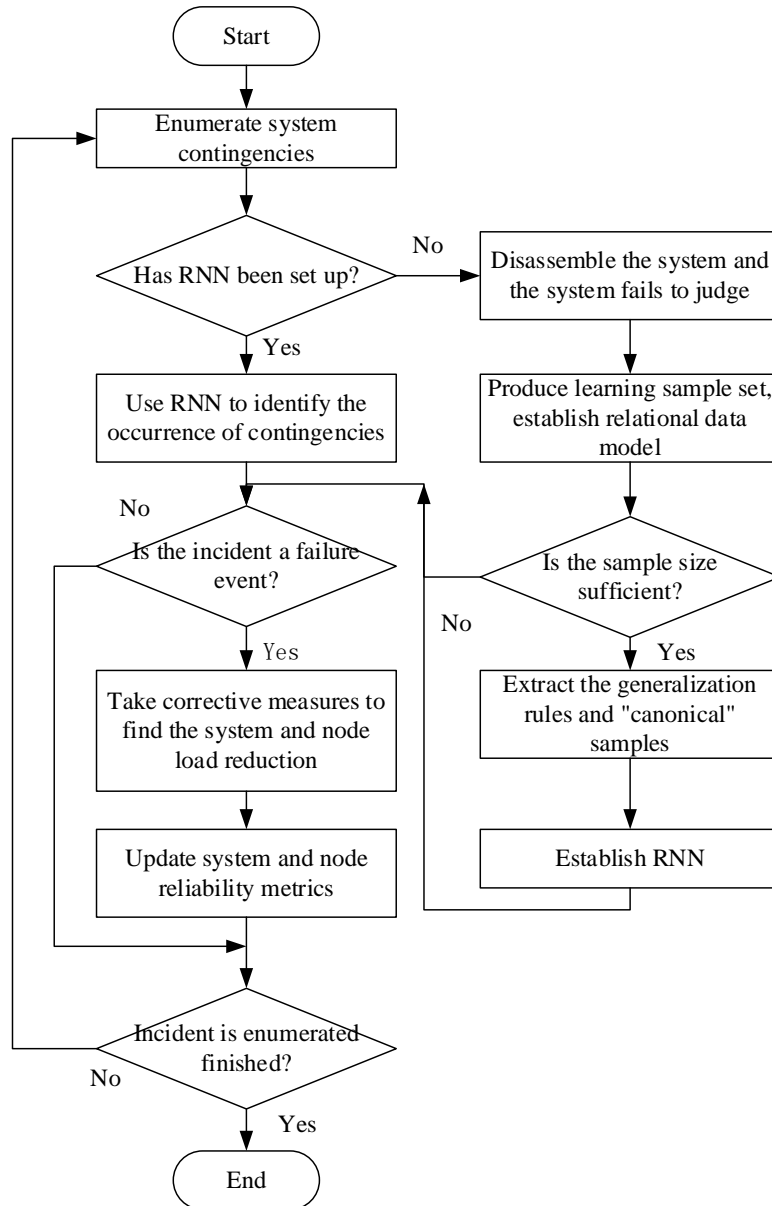 Start
Enumerate system
contingencies
Has RNN been set up?
No
Disassemble the system and
the system fails to judge
Yes
Use RNN to identify the
occurrence of contingencies
Produce learning sample set,
establish relational data
model
No
Is the incident a failure
event?
Is the sample size
sufficient?
No
Yes
Yes
Take corrective measures to
find the system and node
load reduction
Extract the generalization
rules and "canonical"
samples
Update system and node
reliability metrics
Establish RNN
Incident is enumerated
finished?
No
Yes
End